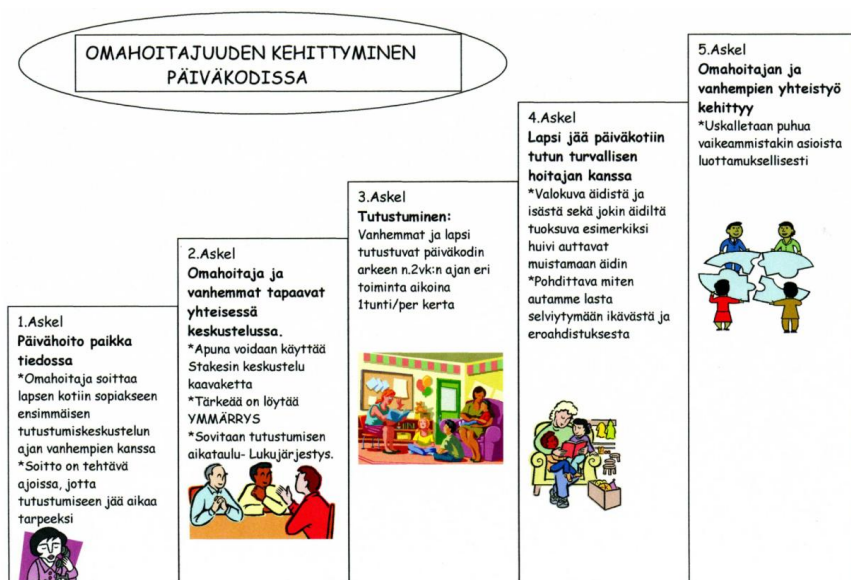 OMAHOITAJUUDEN KEHITTYMINEN
PÄIVÄKODISSA
1.Askel
Päivähoito paikka
tiedossa
*Omahoitaja soittaa
lapsen kotiin sopiakseen
ensimmäisen
tutustumiskeskustelun
ajan vanhempien kanssa
*Soitto on tehtävä
ajoissa, jotta
tutustumiseen jää aikaa
tarpeeksi
2.Askel
Omahoitaja ja
vanhemmat tapaavat
yhteisessä
keskustelussa.
*Apuna voidaan käyttää
Stakesin keskustelu
kaavaketta
*Tärkeää on löytää
YMMÄRRYS
*Sovitaan tutustumisen
aikataulu- Lukujärjestys.
3.Askel
Tutustuminen:
Vanhemmat ja lapsi
tutustuvat päiväkodin
arkeen n.2vk:n ajan eri
toiminta aikoina
1tunti/per kerta
4.Askel
Lapsi jää päiväkotiin
tutun turvallisen
hoitajan kanssa
*Valokuva äidistä ja
isästä sekä jokin äidiltä
tuoksuva esimerkiksi
huivi auttavat
muistamaan äidin
*Pohdittava miten
autamme lasta
selviytymään ikävästä ja
eroahdistuksesta
5.Askel
Omahoitajan ja
vanhempien yhteistyö
kehittyy
*Uskalletaan puhua
vaikeammistakin asioista
luottamuksellisesti